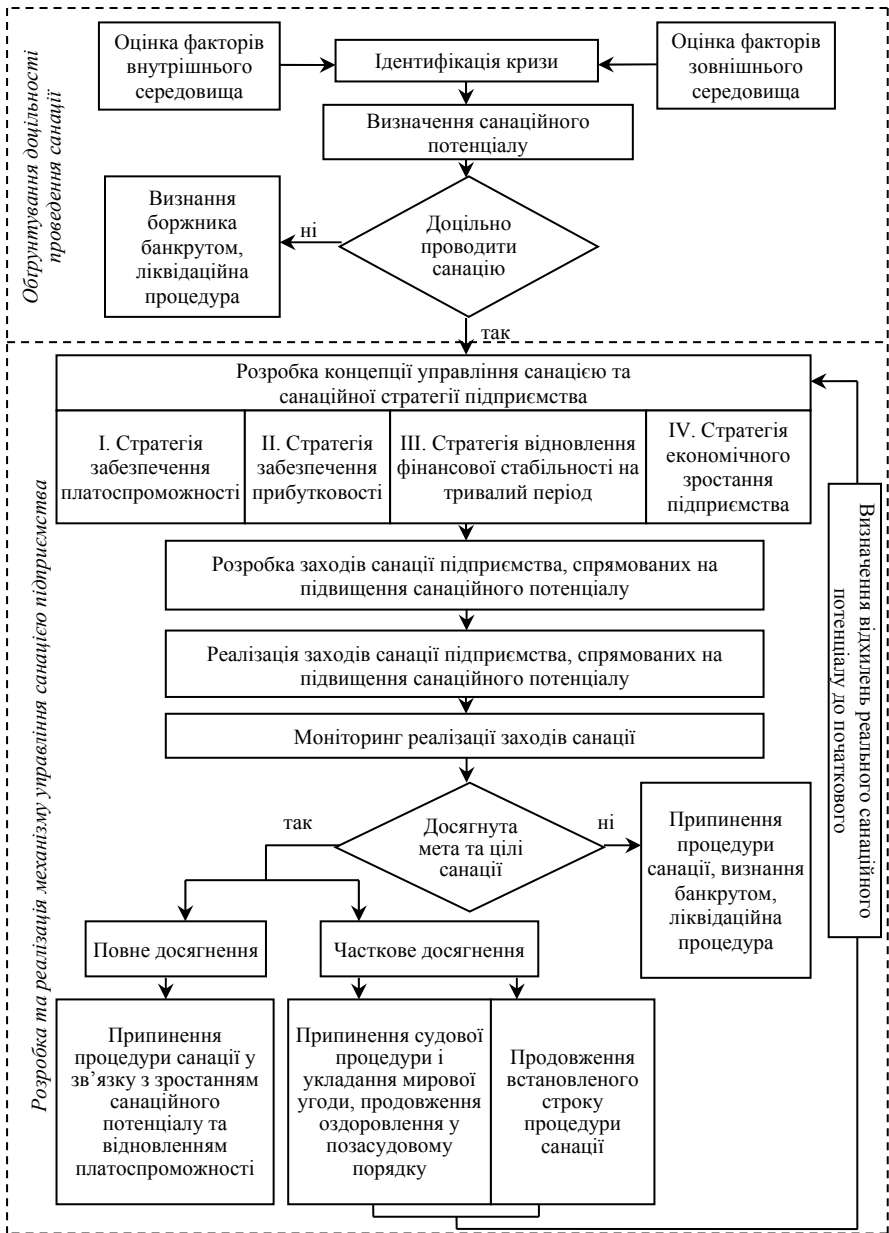 Обґрунтування доцільності
проведення санації
Оцінка факторів
внутрішнього
середовища
Ідентифікація кризи
Оцінка факторів
зовнішнього
середовища
Визначення санаційного
потенціалу
Визнання
боржника
банкрутом,
ліквідаційна
процедура
ні
Доцільно
проводити
санацію
так
Розробка та реалізація механізму управління санацією підприємства
Розробка концепції управління санацією та
санаційної стратегії підприємства
І. Стратегія
забезпечення
платоспроможності
ІІ. Стратегія
забезпечення
прибутковості
ІІІ. Стратегія відновлення
фінансової стабільності на
тривалий період
IV. Стратегія
економічного
зростання
підприємства
Розробка заходів санації підприємства, спрямованих на
підвищення санаційного потенціалу
Реалізація заходів санації підприємства, спрямованих на
підвищення санаційного потенціалу
Моніторинг реалізації заходів санації
так
Досягнута
мета та цілі
санації
ні
Припинення
процедури
санації, визнання
банкрутом,
ліквідаційна
процедура
Визначення відхилень реального санаційного
потенціалу до початкового
Повне досягнення
Часткове досягнення
Припинення
процедури санації у
зв’язку з зростанням
санаційного
потенціалу та
відновленням
платоспроможності
Припинення судової
процедури і
укладання мирової
угоди, продовження
оздоровлення у
позасудовому
порядку
Продовження
встановленого
строку
процедури
санації